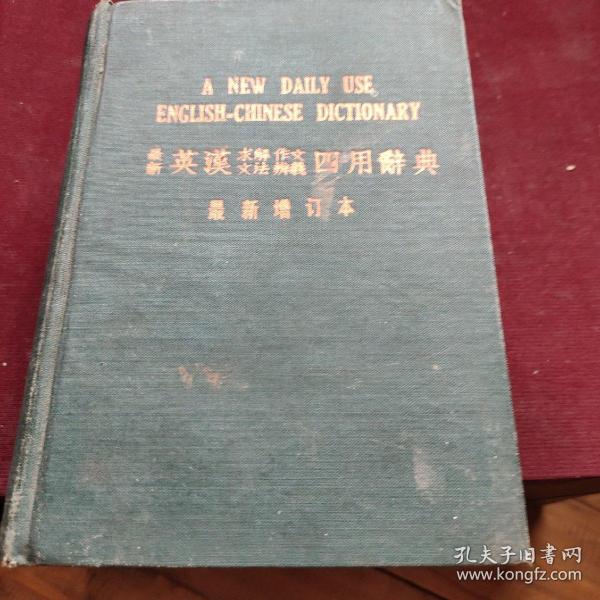 A NEW DAILY USE
ENGLISH-CHINESE DICTIONARY
最新 英漢 求解 作文 文法 辨義 四用辭典
最新增订本
孔夫子旧書网
www.kongfz.com